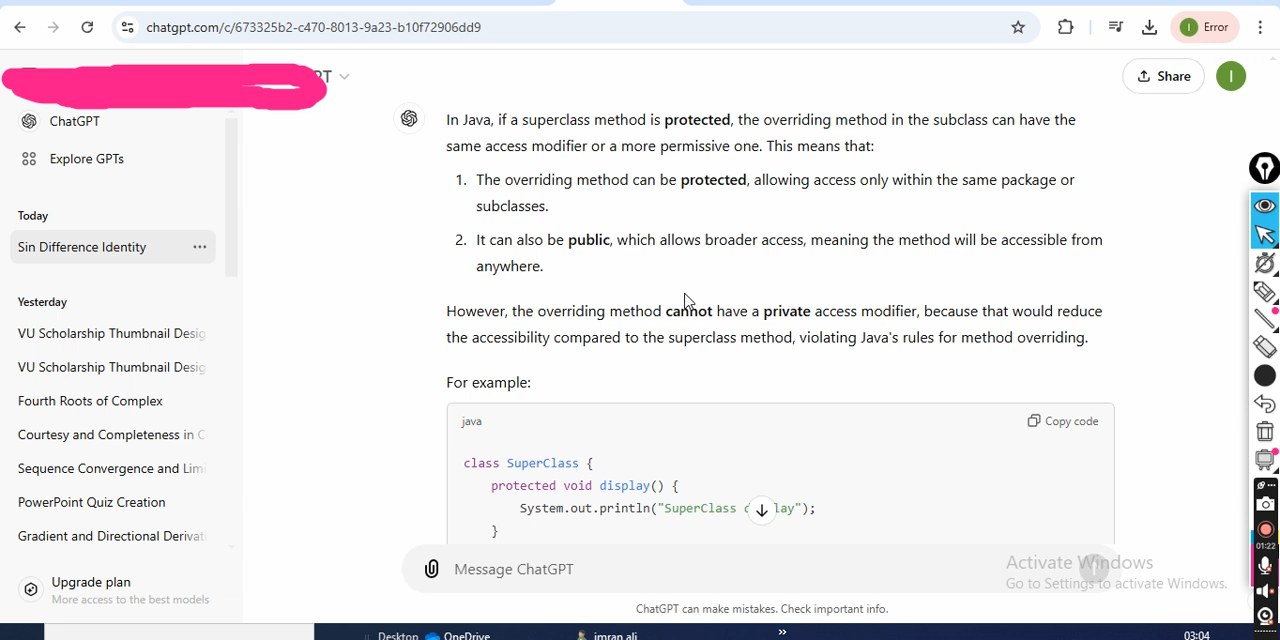 chatgpt.com/c/673325b2-c470-8013-9a23-b10f72906dd9
I Error
PT
Share
I
ChatGPT
Explore GPTs
Today
Sin Difference Identity
Yesterday
VU Scholarship Thumbnail Desig
VU Scholarship Thumbnail Desig
Fourth Roots of Complex
Courtesy and Completeness in C
Sequence Convergence and Lim
PowerPoint Quiz Creation
Gradient and Directional Derivat
Upgrade plan
More access to the best models
In Java, if a superclass method is protected, the overriding method in the subclass can have the
same access modifier or a more permissive one. This means that:
1. The overriding method can be protected, allowing access only within the same package or
subclasses.
2. It can also be public, which allows broader access, meaning the method will be accessible from
anywhere.
However, the overriding method cannot have a private access modifier, because that would reduce
the accessibility compared to the superclass method, violating Java's rules for method overriding.
For example:
java
Copy code
class SuperClass {
protected void display() {
System.out.println("SuperClass d lay");
}
Message ChatGPT
Activate Windows
Go to Settings to activate Windows.
ChatGPT can make mistakes. Check important info.
01:22
Desktop
OneDrive
imran ali
03:04